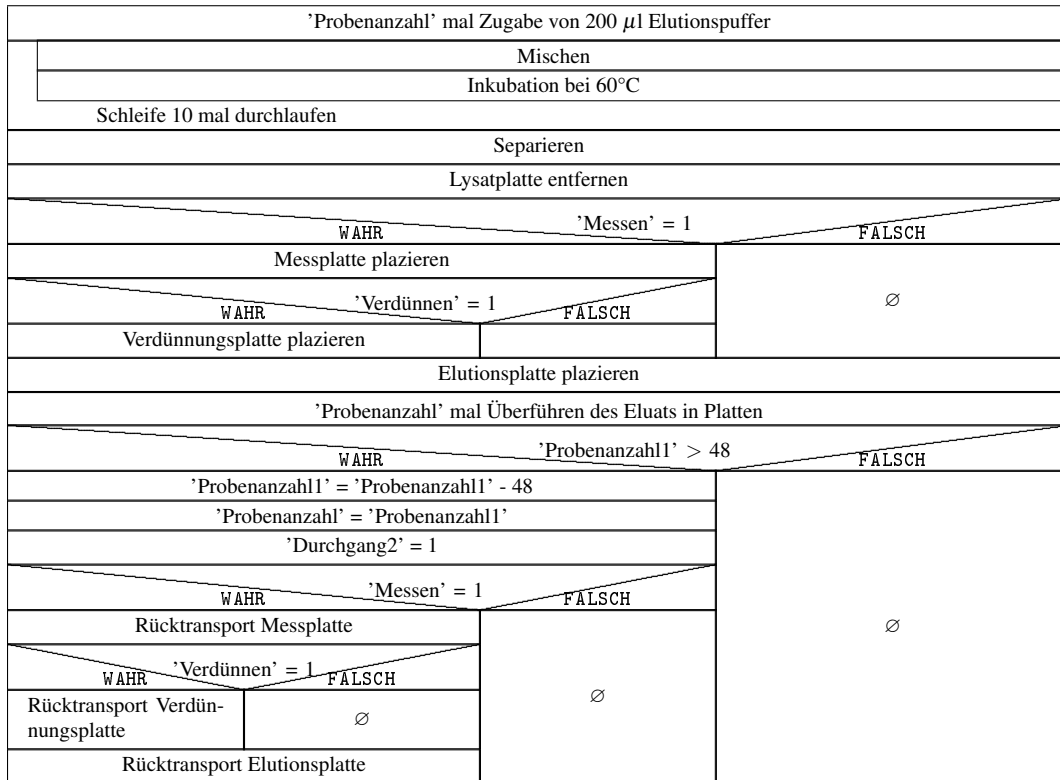 'Probenanzahl' mal Zugabe von 200 µl Elutionspuffer
Mischen
Inkubation bei 60°C
Schleife 10 mal durchlaufen
Separieren
Lysatplatte entfernen
'Messen' = 1
WAHR
FALSCH
Messplatte plazieren
∅
'Verdünnen' = 1
WAHR
FALSCH
Verdünnungsplatte plazieren
Elutionsplatte plazieren
'Probenanzahl' mal Überführen des Eluats in Platten
'Probenanzahl1' > 48
WAHR
FALSCH
'Probenanzahl1' = 'Probenanzahl1' - 48
'Probenanzahl' = 'Probenanzahl1'
'Durchgang2' = 1
'Messen' = 1
WAHR
FALSCH
Rücktransport Messplatte
∅
'Verdünnen' = 1
WAHR
FALSCH
∅
Rücktransport Verdün-
nungsplatte
∅
Rücktransport Elutionsplatte